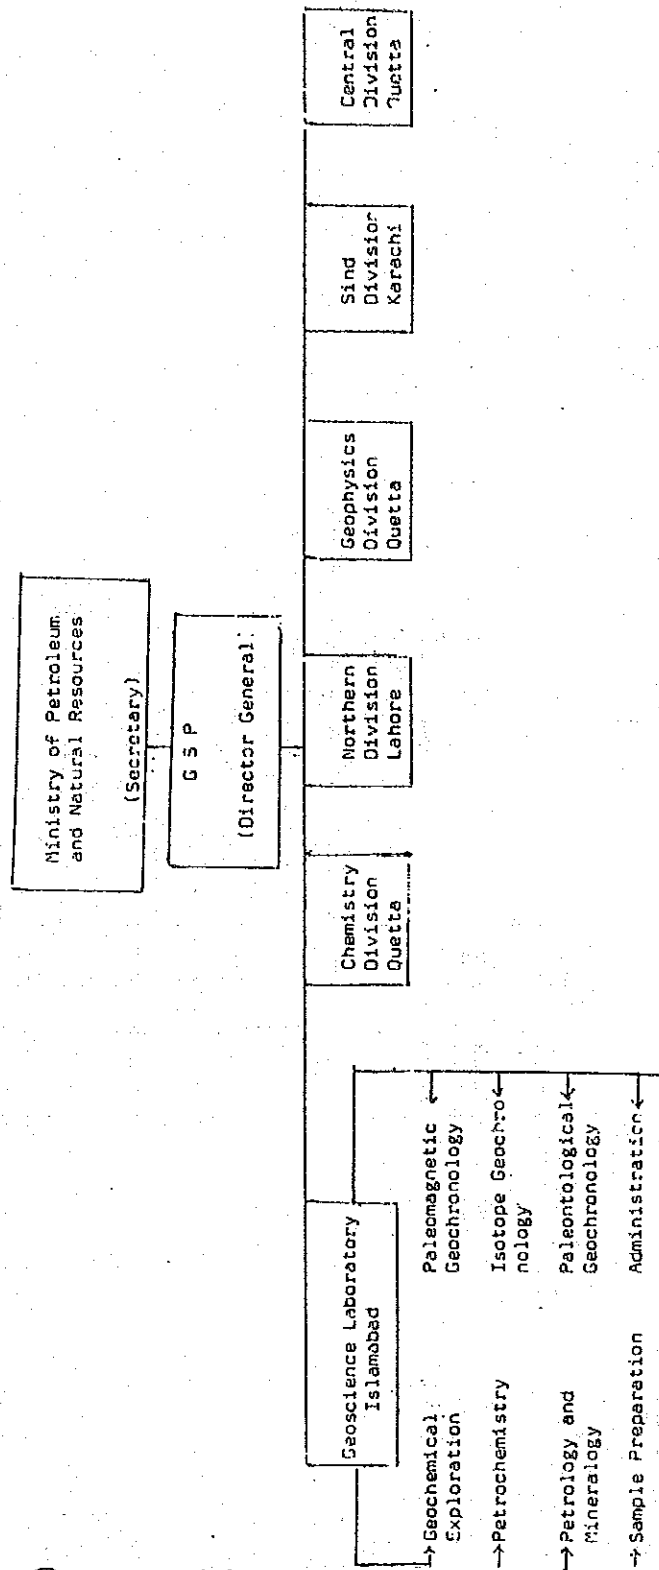 Ministry of Petroleum
and Natural Resources
(Secretary)
G S P
(Director General)
Geoscience Laboratory
Islamabad
Chemistry
Division
Quetta
Northern
Division
Lahore
Geophysics
Division
Quetta
Sind
Division
Karachi
Central
Division
Quetta
Geochemical
Exploration
Petrochemistry
Petrology and
Mineralogy
Sample Preparation
Paleomagnetic
Geochronology
Isotope Geochro
nology
Paleontological
Geochronology
Administration